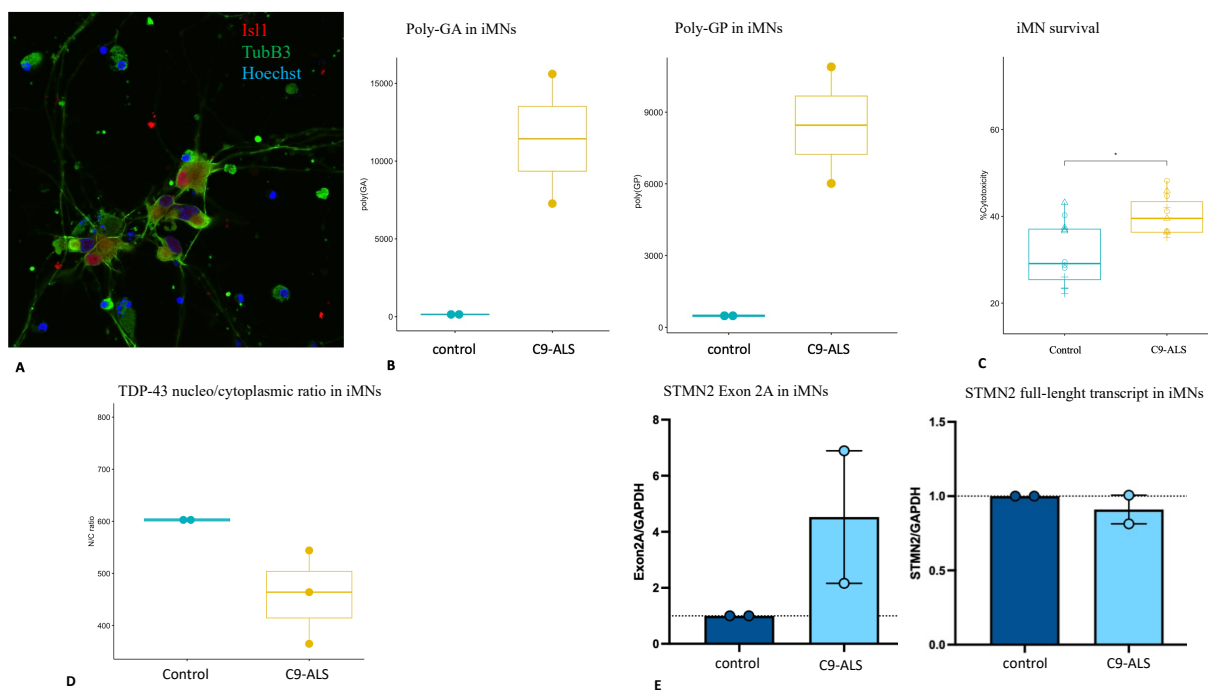 Isl1
TubB3
Hoechst
A
Poly-GA in iMNs
poly(GA)
15000
10000
5000
0
control
C9-ALS
B
Poly-GP in iMNs
poly(GP)
9000
6000
3000
0
control
C9-ALS
iMN survival
%Cytotoxicity
60
40
20
*
Control
C9-ALS
C
TDP-43 nucleo/cytoplasmic ratio in iMNs
N/C ratio
800
700
600
500
400
Control
C9-ALS
D
STMN2 Exon 2A in iMNs
Exon2A/GAPDH
8
6
4
2
0
control
C9-ALS
E
STMN2 full-lenght transcript in iMNs
STMN2/GAPDH
1.5
1.0
0.5
0.0
control
C9-ALS